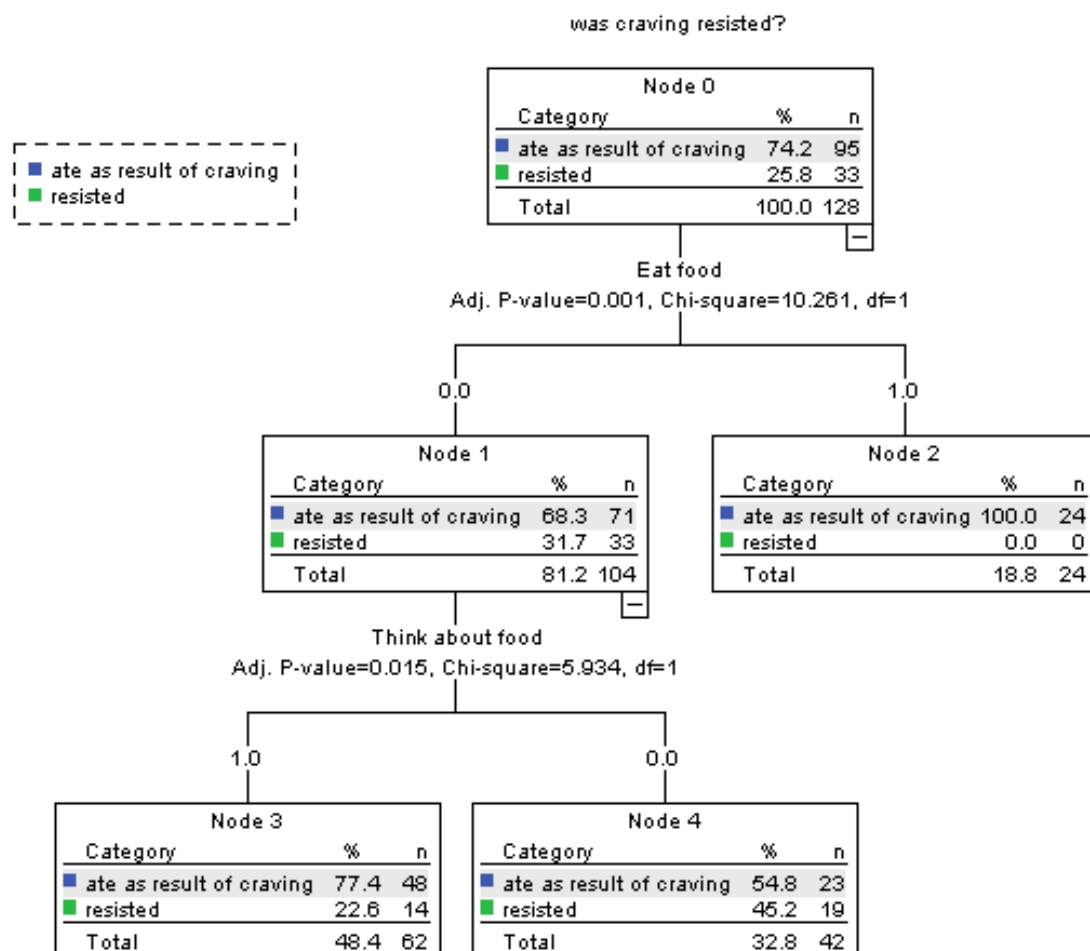 was craving resisted?
Node 0
Category % n
ate as result of craving 74.2 95
resisted 25.8 33
Total 100.0 128
ate as result of craving
resisted
Eat food
Adj. P-value=0.001, Chi-square=10.261, df=1
0.0
1.0
Node 1
Category % n
ate as result of craving 68.3 71
resisted 31.7 33
Total 81.2 104
Node 2
Category % n
ate as result of craving 100.0 24
resisted 0.0 0
Total 18.8 24
Think about food
Adj. P-value=0.015, Chi-square=5.934, df=1
1.0
0.0
Node 3
Category % n
ate as result of craving 77.4 48
resisted 22.6 14
Total 48.4 62
Node 4
Category % n
ate as result of craving 54.8 23
resisted 45.2 19
Total 32.8 42